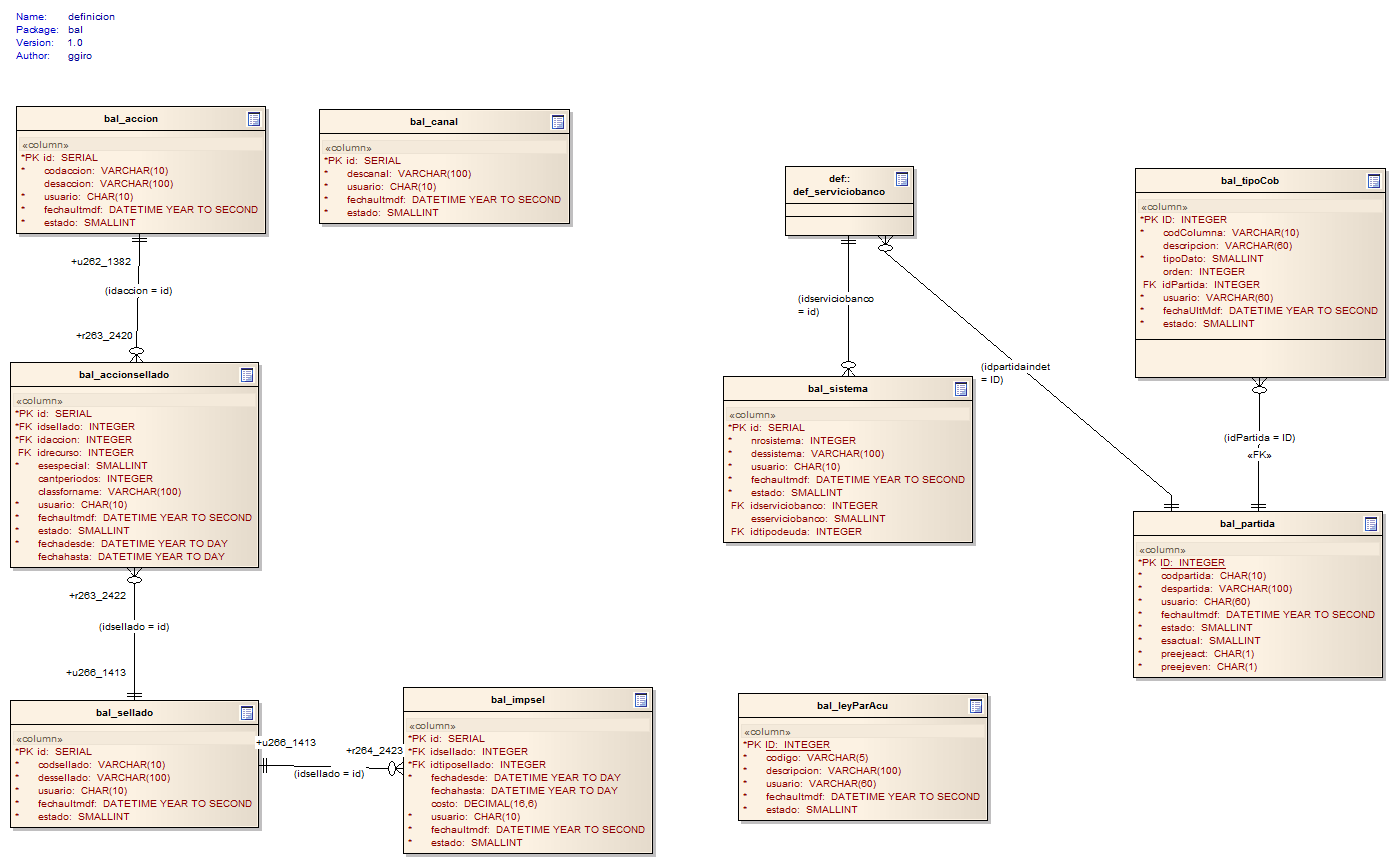 Name: definicion
Package: bal
Version: 1.0
Author: ggiro
bal_accion
«column»
*PK id: SERIAL
* codaccion: VARCHAR(10)
desaccion: VARCHAR(100)
* usuario: CHAR(10)
* fechaultmdf: DATETIME YEAR TO SECOND
* estado: SMALLINT
bal_canal
«column»
*PK id: SERIAL
* descanal: VARCHAR(100)
* usuario: CHAR(10)
* fechaultmdf: DATETIME YEAR TO SECOND
* estado: SMALLINT
def::
def_serviciobanco
bal_tipoCob
«column»
*PK ID: INTEGER
* codColumna: VARCHAR(10)
descripcion: VARCHAR(60)
* tipoDato: SMALLINT
orden: INTEGER
FK idPartida: INTEGER
* usuario: VARCHAR(60)
* fechaUltMdf: DATETIME YEAR TO SECOND
* estado: SMALLINT
+u262_1382
(idaccion = id)
+r263_2420
(idserviciobanco
= id)
(idpartidaindet
= ID)
(idPartida = ID)
«FK»
bal_accionsellado
«column»
*PK id: SERIAL
*FK idsellado: INTEGER
*FK idaccion: INTEGER
FK idrecurso: INTEGER
* esespecial: SMALLINT
cantperiodos: INTEGER
classforname: VARCHAR(100)
* usuario: CHAR(10)
* fechaultmdf: DATETIME YEAR TO SECOND
* estado: SMALLINT
* fechadesde: DATETIME YEAR TO DAY
fechahasta: DATETIME YEAR TO DAY
bal_sistema
«column»
*PK id: SERIAL
* nrosistema: INTEGER
* dessistema: VARCHAR(100)
* usuario: CHAR(10)
* fechaultmdf: DATETIME YEAR TO SECOND
* estado: SMALLINT
FK idserviciobanco: INTEGER
esserviciobanco: SMALLINT
FK idtipodeuda: INTEGER
bal_partida
«column»
*PK ID: INTEGER
* codpartida: CHAR(10)
* despartida: VARCHAR(100)
* usuario: CHAR(60)
* fechaultmdf: DATETIME YEAR TO SECOND
* estado: SMALLINT
* esactual: SMALLINT
* preejeact: CHAR(1)
* preejeven: CHAR(1)
+r263_2422
(idsellado = id)
+u266_1413
bal_sellado
«column»
*PK id: SERIAL
* codsellado: VARCHAR(10)
* dessellado: VARCHAR(100)
* usuario: CHAR(10)
* fechaultmdf: DATETIME YEAR TO SECOND
* estado: SMALLINT
+u266_1413
+r264_2423
(idsellado = id)
bal_impsel
«column»
*PK id: SERIAL
*FK idsellado: INTEGER
*FK idtiposellado: INTEGER
* fechadesde: DATETIME YEAR TO DAY
fechahasta: DATETIME YEAR TO DAY
costo: DECIMAL(16,6)
* usuario: CHAR(10)
* fechaultmdf: DATETIME YEAR TO SECOND
* estado: SMALLINT
bal_leyParAcu
«column»
*PK ID: INTEGER
* codigo: VARCHAR(5)
* descripcion: VARCHAR(100)
* usuario: VARCHAR(60)
* fechaultmdf: DATETIME YEAR TO SECOND
* estado: SMALLINT